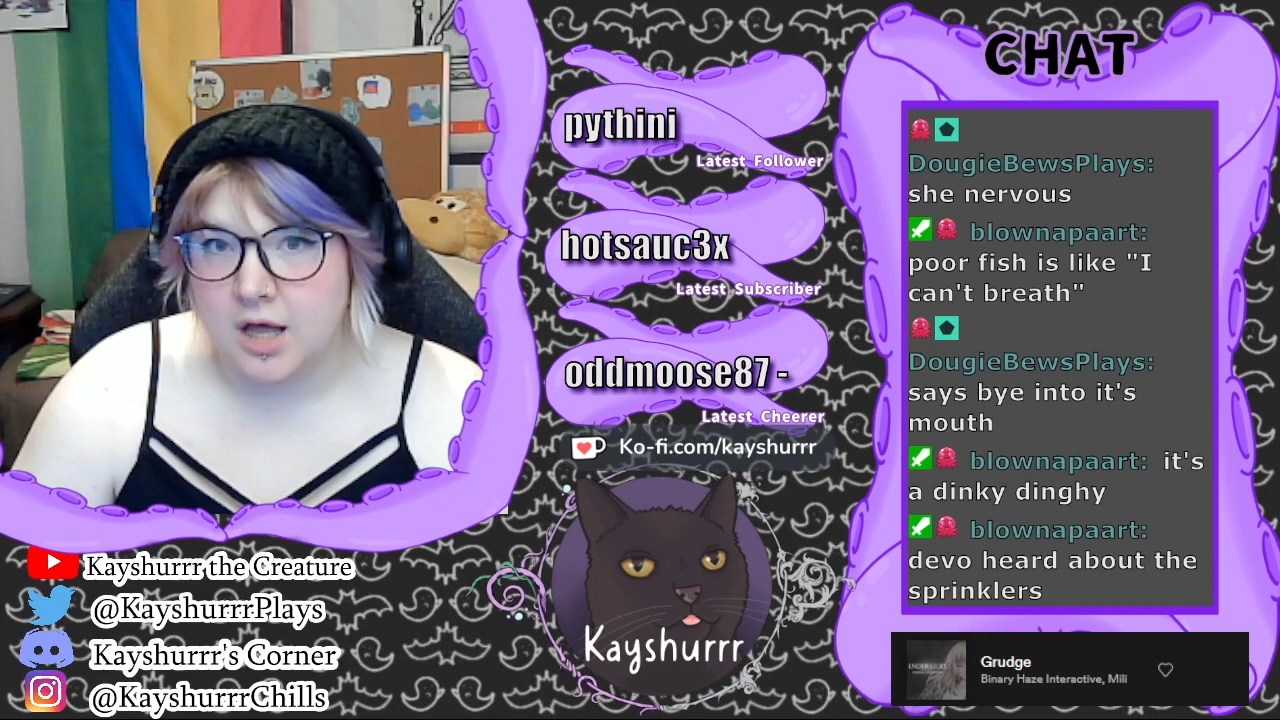 pythini
Latest Follower
hotsauc3x
Latest Subscriber
oddmoose87 -
Latest Cheerer
Ko-fi.com/kayshurrr
Kayshurrr
Kayshurrr the Creature
@KayshurrrPlays
Kayshurrr's Corner
@KayshurrrChills
CHAT
DougieBewsPlays:
she nervous
blownapaart:
poor fish is like "I
can't breath"
DougieBewsPlays:
says bye into it's
mouth
blownapaart: it's
a dinky dinghy
blownapaart:
devo heard about the
sprinklers
ENDER LILIES
Grudge
Binary Haze Interactive, Mili